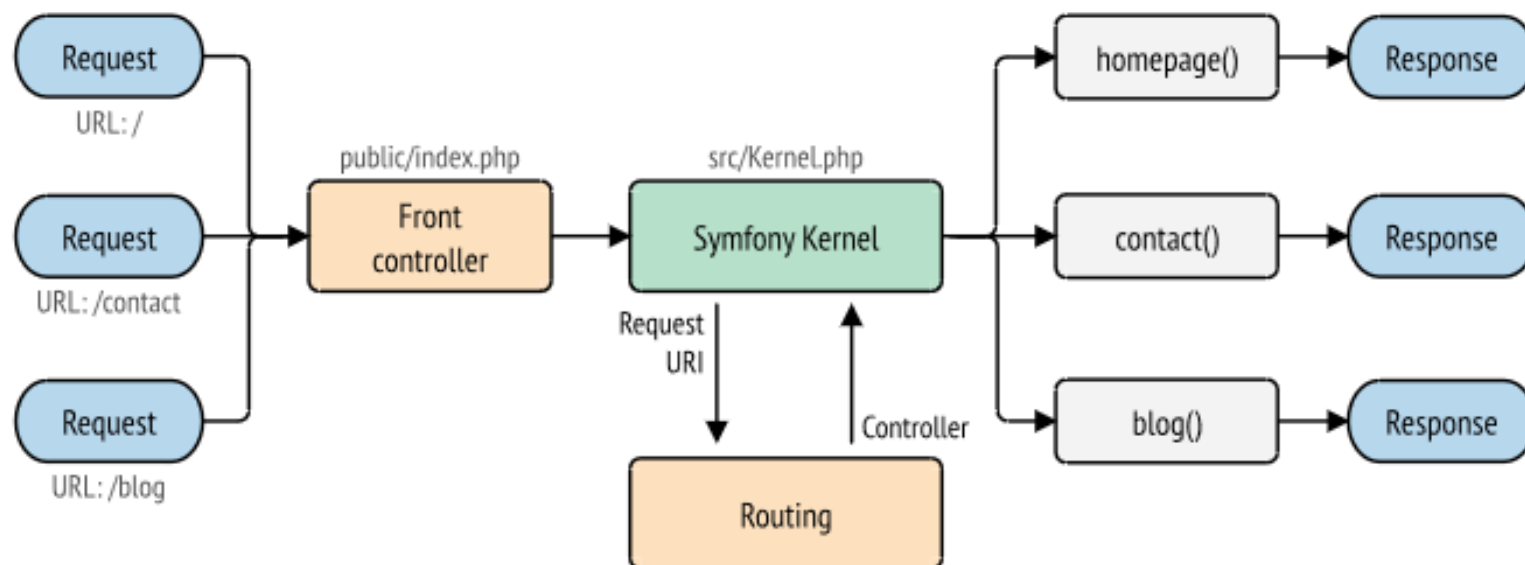 Request
URL: /
Request
URL: /contact
Request
URL: /blog
public/index.php
Front
controller
src/Kernel.php
Symfony Kernel
Request
URI
Controller
Routing
homepage()
Response
contact()
Response
blog()
Response